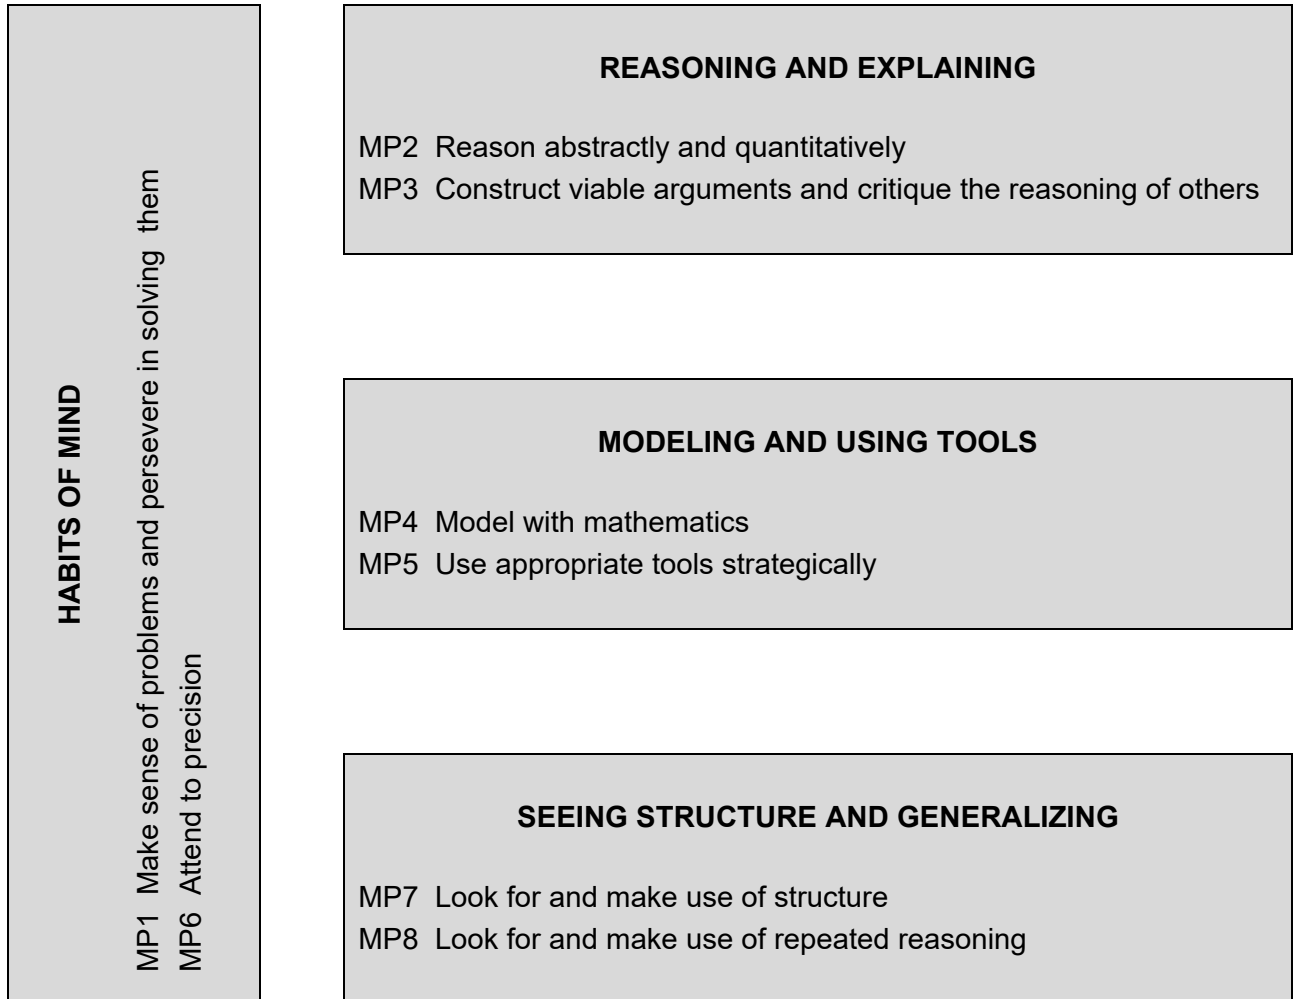 HABITS OF MIND
MP1 Make sense of problems and persevere in solving them
MP6 Attend to precision
REASONING AND EXPLAINING
MP2 Reason abstractly and quantitatively
MP3 Construct viable arguments and critique the reasoning of others
MODELING AND USING TOOLS
MP4 Model with mathematics
MP5 Use appropriate tools strategically
SEEING STRUCTURE AND GENERALIZING
MP7 Look for and make use of structure
MP8 Look for and make use of repeated reasoning